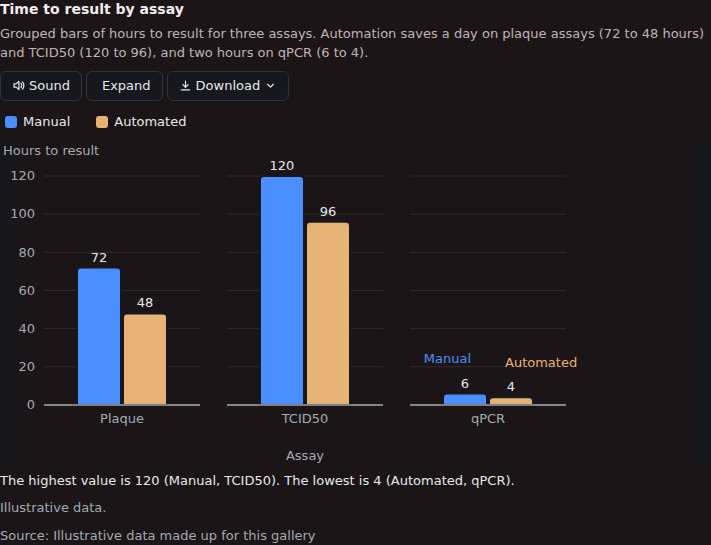 Time to result by assay
Grouped bars of hours to result for three assays. Automation saves a day on plaque assays (72 to 48 hours)
and TCID50 (120 to 96), and two hours on qPCR (6 to 4).
Sound Expand Download
Manual Automated
Hours to result
120
100
80
60
40
20
0
72
48
120
96
Manual
Automated
6
4
Plaque TCID50 qPCR
Assay
The highest value is 120 (Manual, TCID50). The lowest is 4 (Automated, qPCR).
Illustrative data.
Source: Illustrative data made up for this gallery